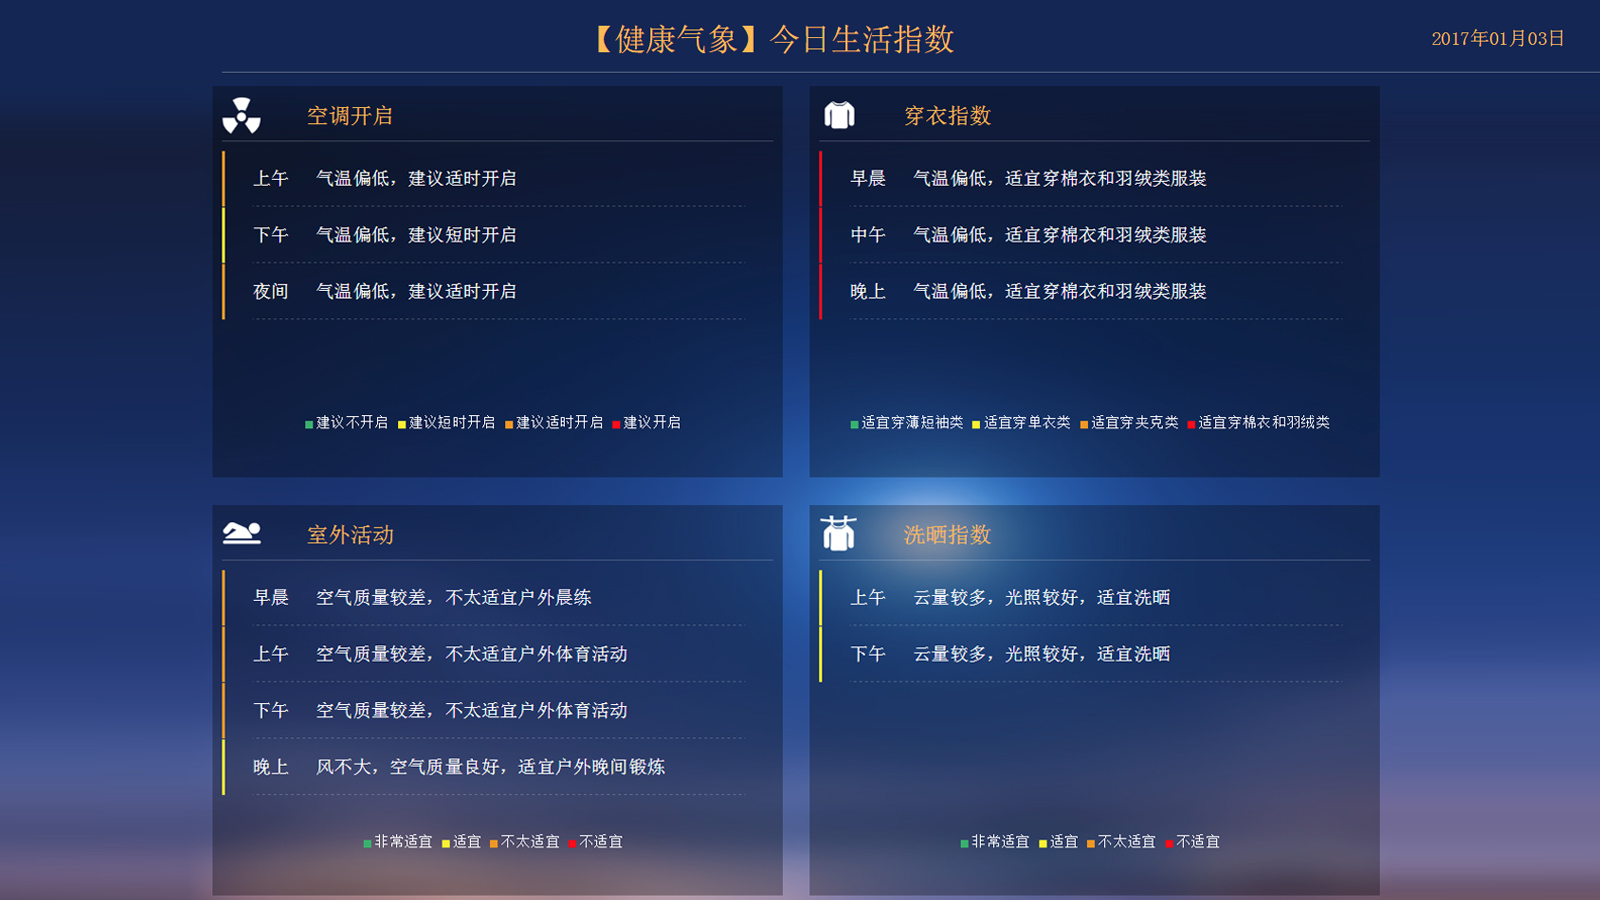 【健康气象】今日生活指数
2017年01月03日
空调开启
上午 气温偏低，建议适时开启
下午 气温偏低，建议短时开启
夜间 气温偏低，建议适时开启
建议不开启 建议短时开启 建议适时开启 建议开启
穿衣指数
早晨 气温偏低，适宜穿棉衣和羽绒类服装
中午 气温偏低，适宜穿棉衣和羽绒类服装
晚上 气温偏低，适宜穿棉衣和羽绒类服装
适宜穿薄短袖类 适宜穿单衣类 适宜穿夹克类 适宜穿棉衣和羽绒类
室外活动
早晨 空气质量较差，不太适宜户外晨练
上午 空气质量较差，不太适宜户外体育活动
下午 空气质量较差，不太适宜户外体育活动
晚上 风不大，空气质量良好，适宜户外晚间锻炼
非常适宜 适宜 不太适宜 不适宜
洗晒指数
上午 云量较多，光照较好，适宜洗晒
下午 云量较多，光照较好，适宜洗晒
非常适宜 适宜 不太适宜 不适宜